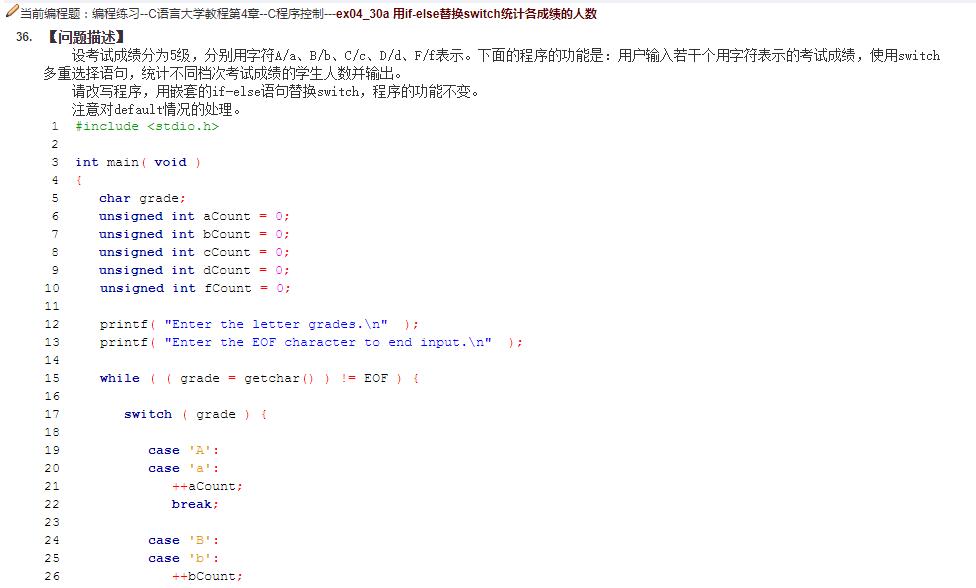 当前编程题：编程练习--C语言大学教程第4章--C程序控制---ex04_30a 用if-else替换switch统计各成绩的人数
36. 【问题描述】
设考试成绩分为5级，分别用字符A/a、B/b、C/c、D/d、F/f表示。下面的程序的功能是：用户输入若干个用字符表示的考试成绩，使用switch
多重选择语句，统计不同档次考试成绩的学生人数并输出。
请改写程序，用嵌套的if-else语句替换switch，程序的功能不变。
注意对default情况的处理。
1 #include <stdio.h>
2
3 int main( void )
4 {
5 char grade;
6 unsigned int aCount = 0;
7 unsigned int bCount = 0;
8 unsigned int cCount = 0;
9 unsigned int dCount = 0;
10 unsigned int fCount = 0;
11
12 printf( "Enter the letter grades.\n" );
13 printf( "Enter the EOF character to end input.\n" );
14
15 while ( ( grade = getchar() ) != EOF ) {
16
17 switch ( grade ) {
18
19 case 'A':
20 case 'a':
21 ++aCount;
22 break;
23
24 case 'B':
25 case 'b':
26 ++bCount;